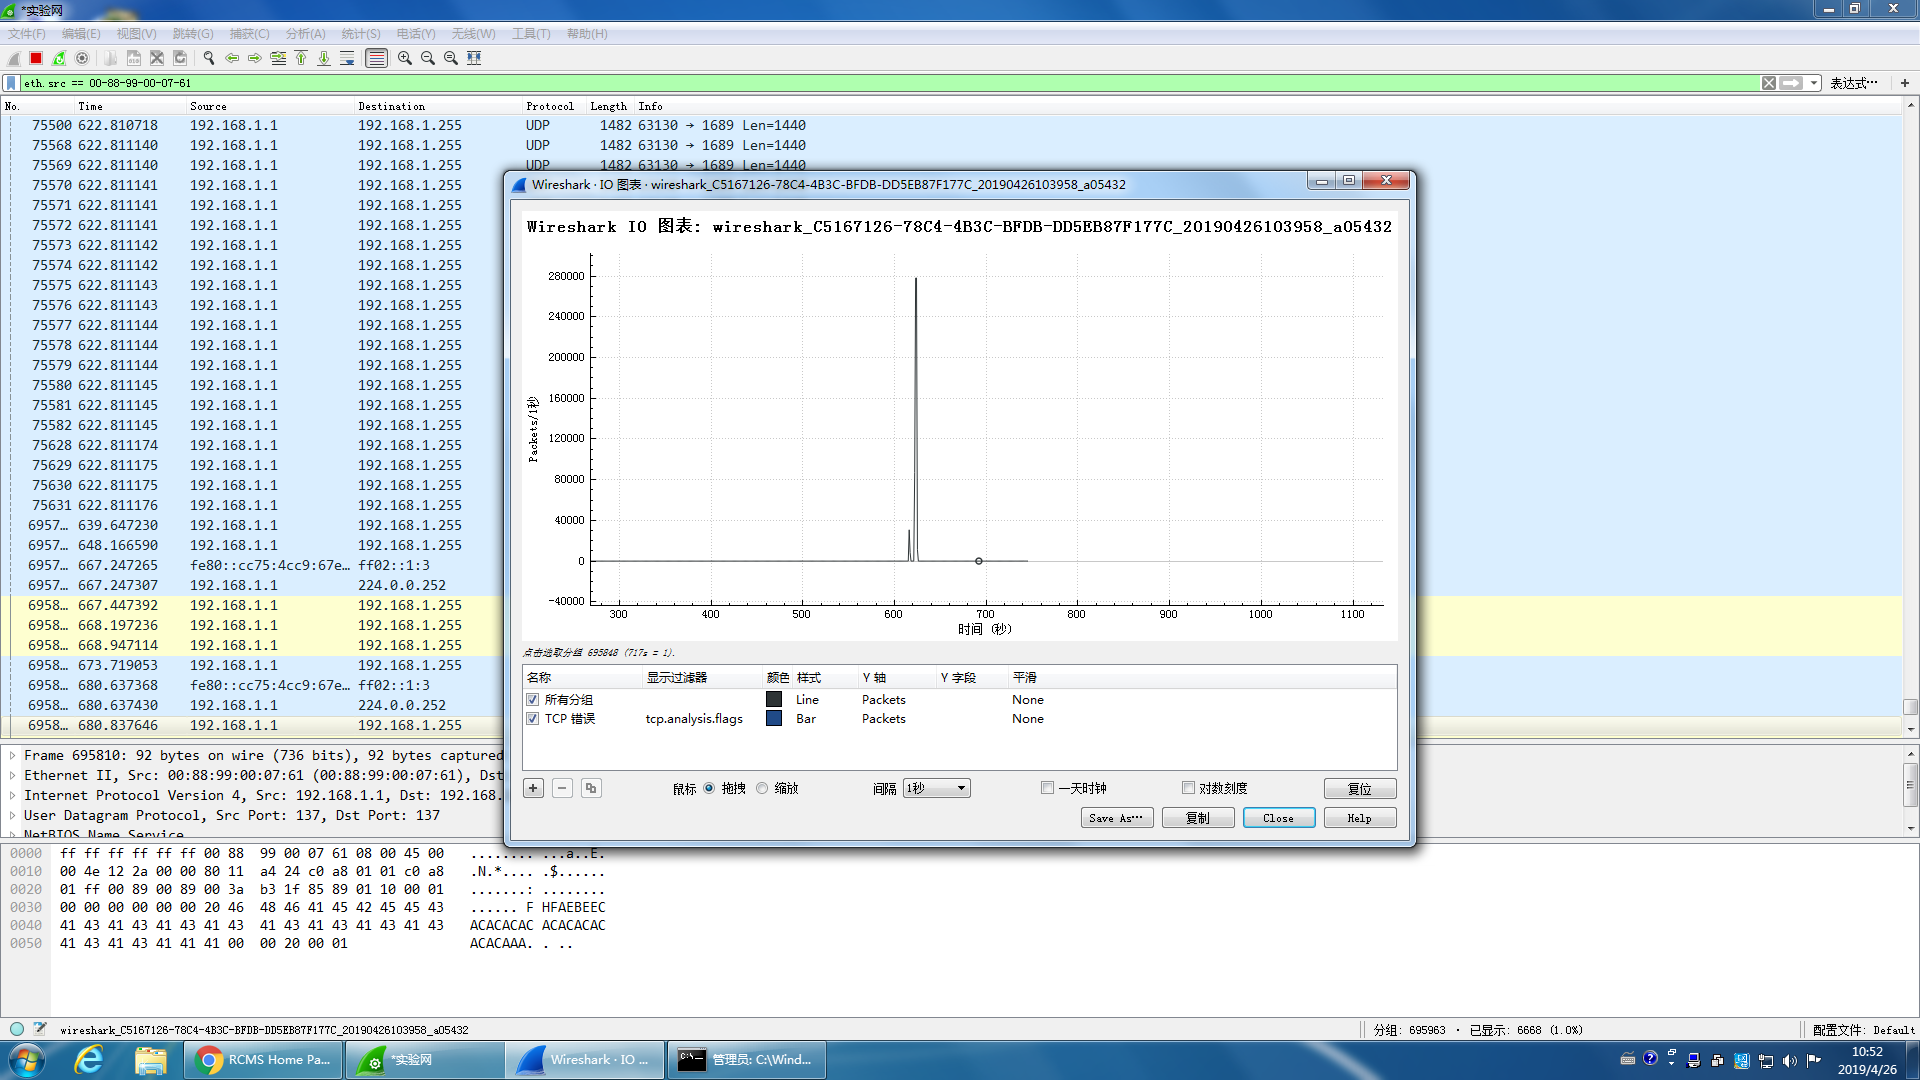 *实验网
文件(F) 编辑(E) 视图(V) 跳转(G) 捕获(C) 分析(A) 统计(S) 电话(Y) 无线(W) 工具(T) 帮助(H)
eth.src == 00-88-99-00-07-61 表达式… +
No. Time Source Destination Protocol Length Info
75500 622.810718 192.168.1.1 192.168.1.255 UDP 1482 63130 → 1689 Len=1440
75568 622.811140 192.168.1.1 192.168.1.255 UDP 1482 63130 → 1689 Len=1440
75569 622.811140 192.168.1.1 192.168.1.255 UDP 1482 63130 → 1689 Len=1440
75570 622.811141 192.168.1.1 192.168.1.255
75571 622.811141 192.168.1.1 192.168.1.255
75572 622.811141 192.168.1.1 192.168.1.255
75573 622.811142 192.168.1.1 192.168.1.255
75574 622.811142 192.168.1.1 192.168.1.255
75575 622.811143 192.168.1.1 192.168.1.255
75576 622.811143 192.168.1.1 192.168.1.255
75577 622.811144 192.168.1.1 192.168.1.255
75578 622.811144 192.168.1.1 192.168.1.255
75579 622.811144 192.168.1.1 192.168.1.255
75580 622.811145 192.168.1.1 192.168.1.255
75581 622.811145 192.168.1.1 192.168.1.255
75582 622.811145 192.168.1.1 192.168.1.255
75628 622.811174 192.168.1.1 192.168.1.255
75629 622.811175 192.168.1.1 192.168.1.255
75630 622.811175 192.168.1.1 192.168.1.255
75631 622.811176 192.168.1.1 192.168.1.255
6957… 639.647230 192.168.1.1 192.168.1.255
6957… 648.166590 192.168.1.1 192.168.1.255
6957… 667.247265 fe80::cc75:4cc9:67e… ff02::1:3
6957… 667.247307 192.168.1.1 224.0.0.252
6958… 667.447392 192.168.1.1 192.168.1.255
6958… 668.197236 192.168.1.1 192.168.1.255
6958… 668.947114 192.168.1.1 192.168.1.255
6958… 673.719053 192.168.1.1 192.168.1.255
6958… 680.637368 fe80::cc75:4cc9:67e… ff02::1:3
6958… 680.637430 192.168.1.1 224.0.0.252
6958… 680.837646 192.168.1.1 192.168.1.255
Frame 695810: 92 bytes on wire (736 bits), 92 bytes captured
Ethernet II, Src: 00:88:99:00:07:61 (00:88:99:00:07:61), Dst
Internet Protocol Version 4, Src: 192.168.1.1, Dst: 192.168.
User Datagram Protocol, Src Port: 137, Dst Port: 137
NetBIOS Name Service
0000 ff ff ff ff ff ff 00 88 99 00 07 61 08 00 45 00 ........ ...a..E.
0010 00 4e 12 2a 00 00 80 11 a4 24 c0 a8 01 01 c0 a8 .N.*.... .$......
0020 01 ff 00 89 00 89 00 3a b3 1f 85 89 01 10 00 01 .......: ........
0030 00 00 00 00 00 00 20 46 48 46 41 45 42 45 45 43 ...... F HFAEBEEC
0040 41 43 41 43 41 43 41 43 41 43 41 43 41 43 41 43 ACACACAC ACACACAC
0050 41 43 41 43 41 41 41 00 00 20 00 01 ACACAAA. . ..
Wireshark · IO 图表 · wireshark_C5167126-78C4-4B3C-BFDB-DD5EB87F177C_20190426103958_a05432
Wireshark IO 图表: wireshark_C5167126-78C4-4B3C-BFDB-DD5EB87F177C_20190426103958_a05432
Packets/1秒
280000
240000
200000
160000
120000
80000
40000
0
-40000
300 400 500 600 700 800 900 1000 1100
时间 (秒)
点击选取分组 695848 (717s = 1).
名称 显示过滤器 颜色 样式 Y 轴 Y 字段 平滑
所有分组 Line Packets None
TCP 错误 tcp.analysis.flags Bar Packets None
鼠标 拖拽 缩放 间隔 1秒 一天时钟 对数刻度 复位
Save As… 复制 Close Help
wireshark_C5167126-78C4-4B3C-BFDB-DD5EB87F177C_20190426103958_a05432 分组: 695963 · 已显示: 6668 (1.0%) 配置文件: Default
RCMS Home Pa... *实验网 Wireshark · IO ... 管理员: C:\Wind...
10:52
2019/4/26